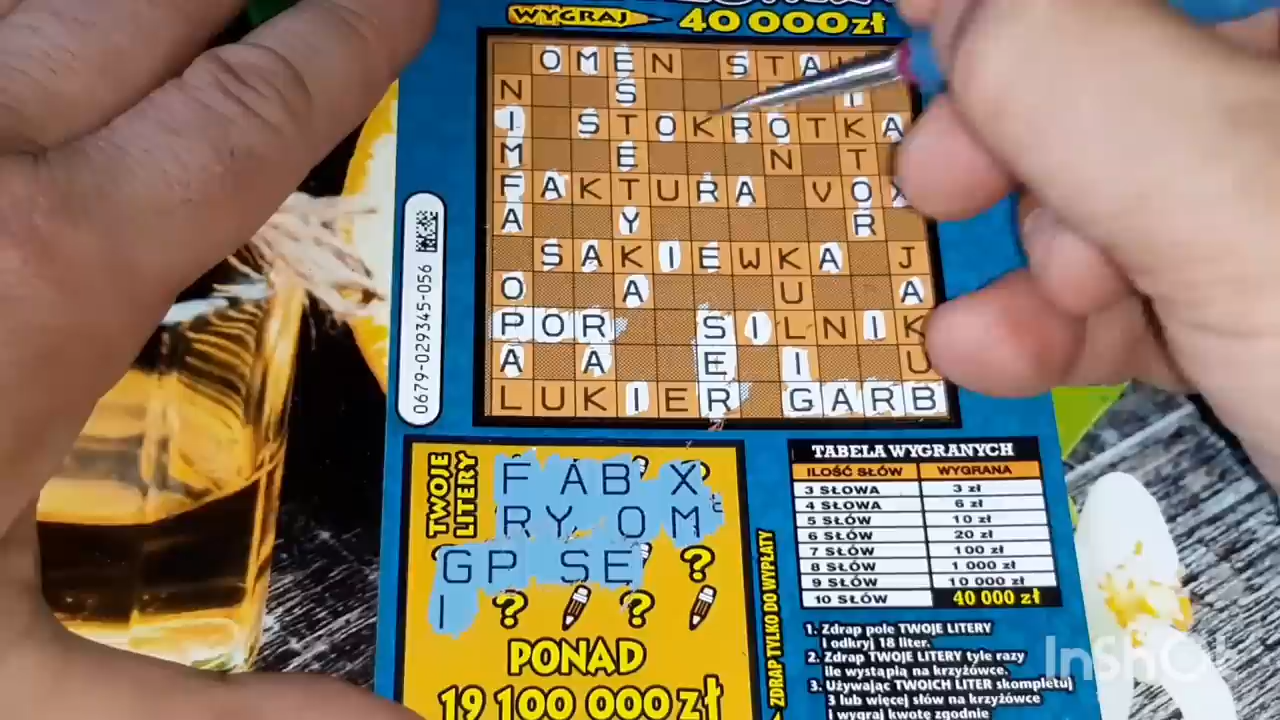 WYGRAJ 40 000 zł
OMEN
N S
I STOKROTKA
M E N T
FAKTURA VO
A Y R
SAKIEWKA J
O A U A
POR SILNIK
A A E I U
LUKIER GARB
0679-029345-056
TWOJE LITERY
F A B X
R Y O M
G P S E ?
I ? ?
PONAD
19 100 000 zł
ZDRAP TYLKO DO WYPŁATY
TABELA WYGRANYCH
ILOŚĆ SŁÓW WYGRANA
3 SŁOWA 3 zł
4 SŁOWA 6 zł
5 SŁÓW 10 zł
6 SŁÓW 20 zł
7 SŁÓW 100 zł
8 SŁÓW 1 000 zł
9 SŁÓW 10 000 zł
10 SŁÓW 40 000 zł
1. Zdrap pole TWOJE LITERY
i odkryj 18 liter.
2. Zdrap TWOJE LITERY tyle razy
ile wystąpią na krzyżówce.
3. Używając TWOICH LITER skompletuj
3 lub więcej słów na krzyżówce
i wygraj kwotę zgodnie
InShOt